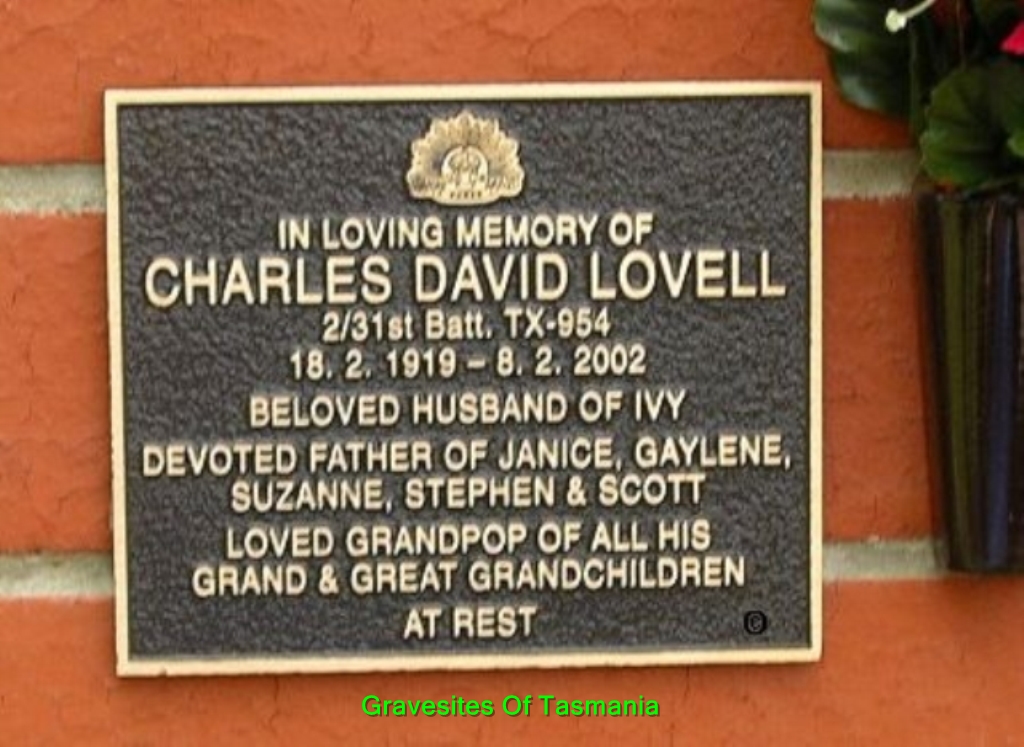 IN LOVING MEMORY OF
CHARLES DAVID LOVELL
2/31st Batt. TX-954
18. 2. 1919 – 8. 2. 2002
BELOVED HUSBAND OF IVY
DEVOTED FATHER OF JANICE, GAYLENE,
SUZANNE, STEPHEN & SCOTT
LOVED GRANDPOP OF ALL HIS
GRAND & GREAT GRANDCHILDREN
AT REST
©
Gravesites Of Tasmania